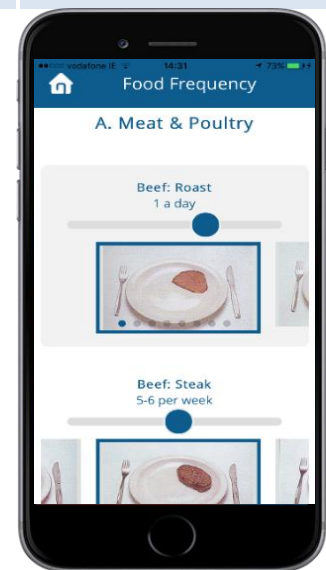 vodafone IE 14:31 73%
Food Frequency
A. Meat & Poultry
Beef: Roast
1 a day
Beef: Steak
5-6 per week